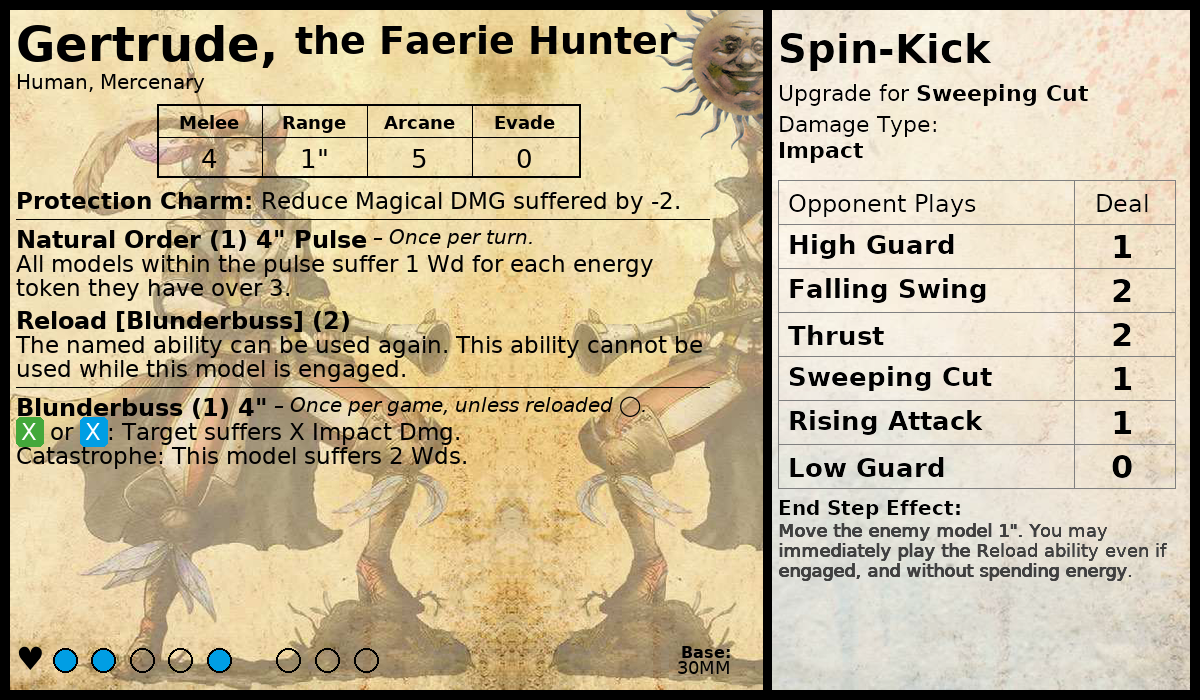 Gertrude, the Faerie Hunter
Human, Mercenary
Melee Range Arcane Evade
4 1" 5 0
Protection Charm: Reduce Magical DMG suffered by -2.
Natural Order (1) 4" Pulse – Once per turn.
All models within the pulse suffer 1 Wd for each energy
token they have over 3.
Reload [Blunderbuss] (2)
The named ability can be used again. This ability cannot be
used while this model is engaged.
Blunderbuss (1) 4" – Once per game, unless reloaded ◯.
X or X: Target suffers X Impact Dmg.
Catastrophe: This model suffers 2 Wds.
Base:
30MM
Spin-Kick
Upgrade for Sweeping Cut
Damage Type:
Impact
Opponent Plays Deal
High Guard 1
Falling Swing 2
Thrust 2
Sweeping Cut 1
Rising Attack 1
Low Guard 0
End Step Effect:
Move the enemy model 1". You may
immediately play the Reload ability even if
engaged, and without spending energy.